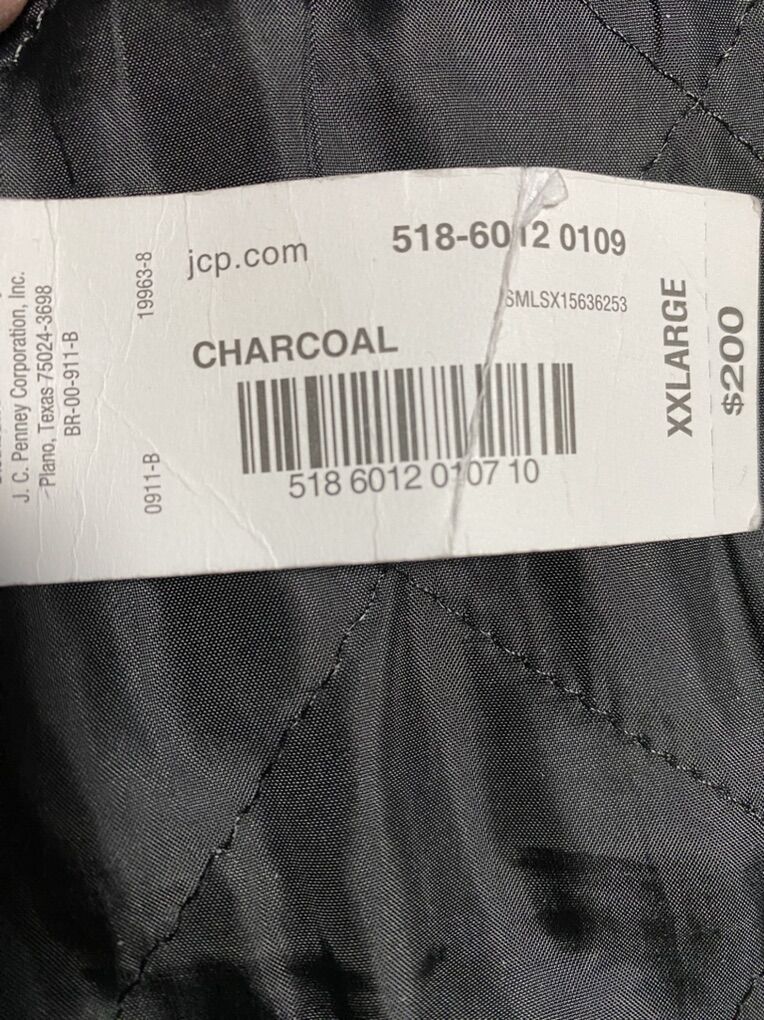 J. C. Penney Corporation, Inc.
Plano, Texas 75024-3698
BR-00-911-B
19963-8
0911-B
jcp.com
518-6012 0109
SMLSX15636253
CHARCOAL
518 6012 0107 10
XXLARGE
$200